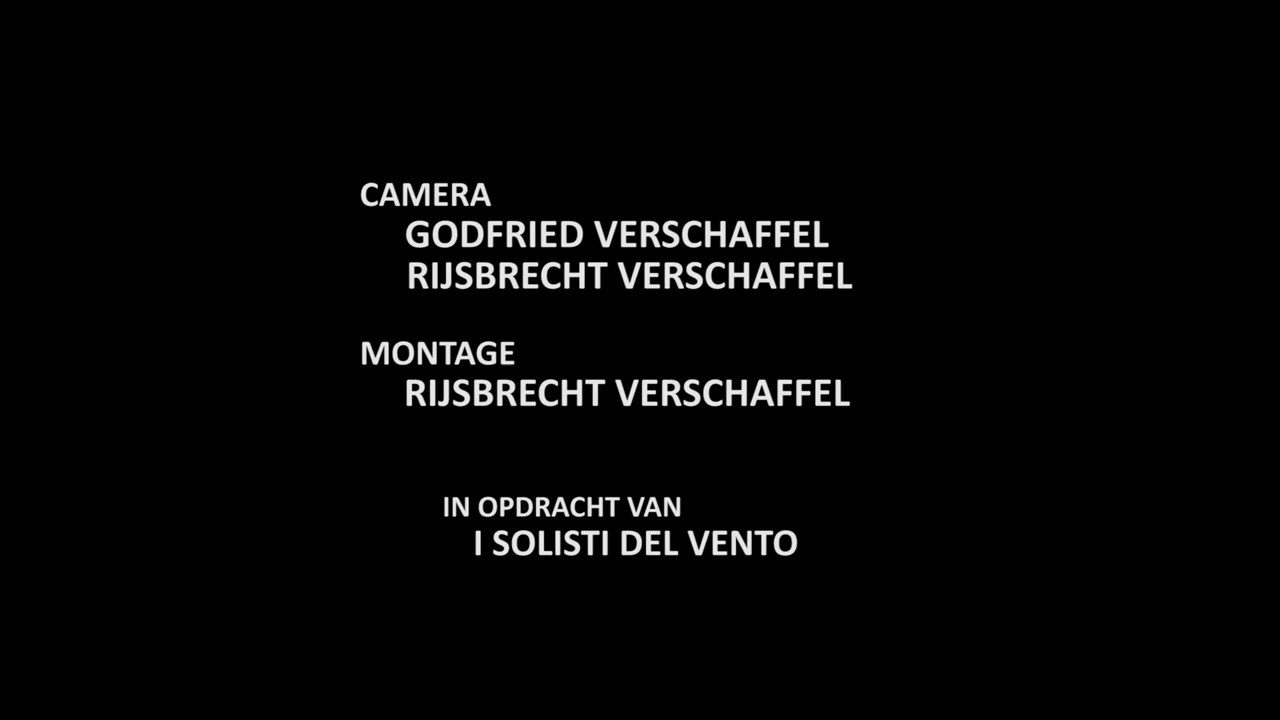 CAMERA
GODFRIED VERSCHAFFEL
RIJSBRECHT VERSCHAFFEL
MONTAGE
RIJSBRECHT VERSCHAFFEL
IN OPDRACHT VAN
I SOLISTI DEL VENTO